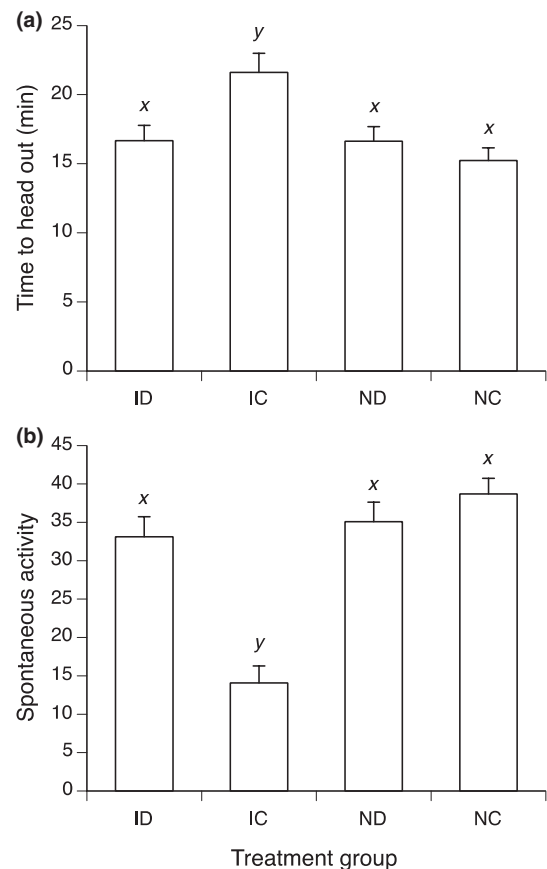 (a)
Time to head out (min)
25
20
15
10
5
0
x
y
x
x
ID IC ND NC
(b)
Spontaneous activity
45
40
35
30
25
20
15
10
5
0
x
y
x
x
ID IC ND NC
Treatment group